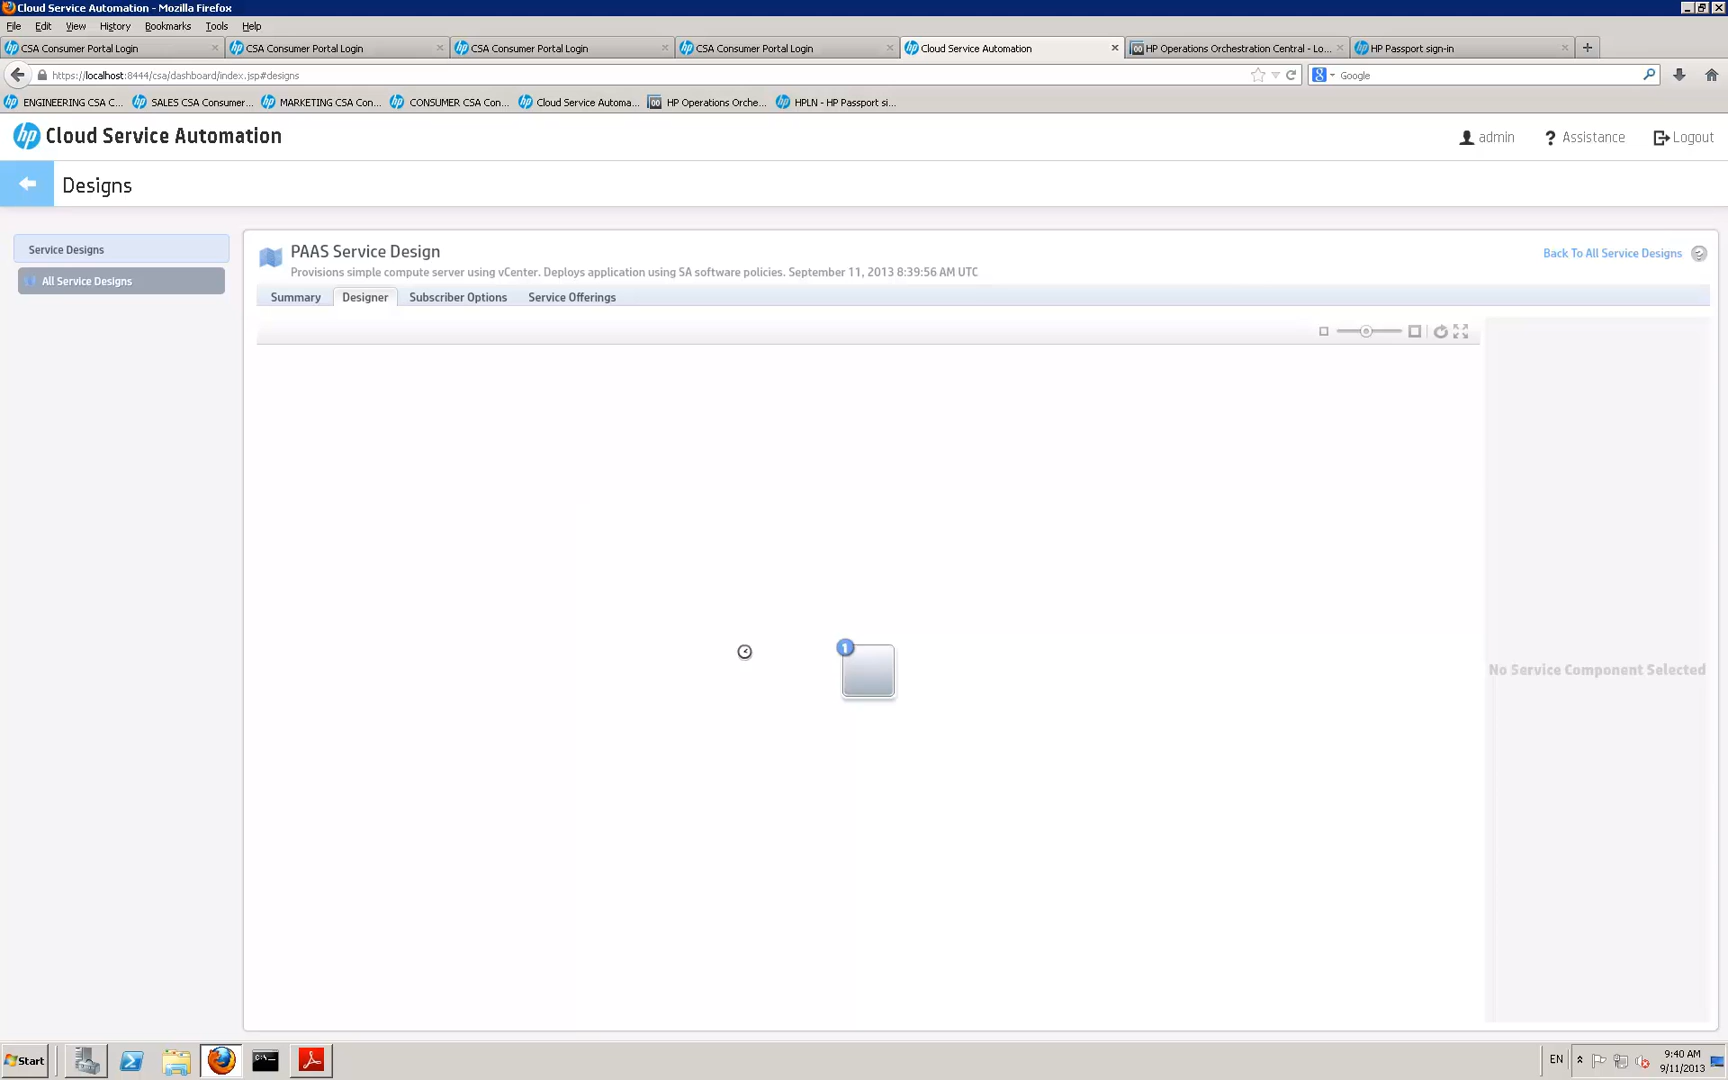 Cloud Service Automation - Mozilla Firefox
File Edit View History Bookmarks Tools Help
CSA Consumer Portal Login CSA Consumer Portal Login CSA Consumer Portal Login CSA Consumer Portal Login Cloud Service Automation HP Operations Orchestration Central - Lo... HP Passport sign-in
https://localhost:8444/csa/dashboard/index.jsp#designs Google
ENGINEERING CSA C... SALES CSA Consumer... MARKETING CSA Con... CONSUMER CSA Con... Cloud Service Automa... HP Operations Orche... HPLN - HP Passport si...
hp Cloud Service Automation admin ? Assistance Logout
Designs
Service Designs
All Service Designs
PAAS Service Design
Back To All Service Designs
Provisions simple compute server using vCenter. Deploys application using SA software policies. September 11, 2013 8:39:56 AM UTC
Summary Designer Subscriber Options Service Offerings
1
No Service Component Selected
Start EN 9:40 AM
9/11/2013